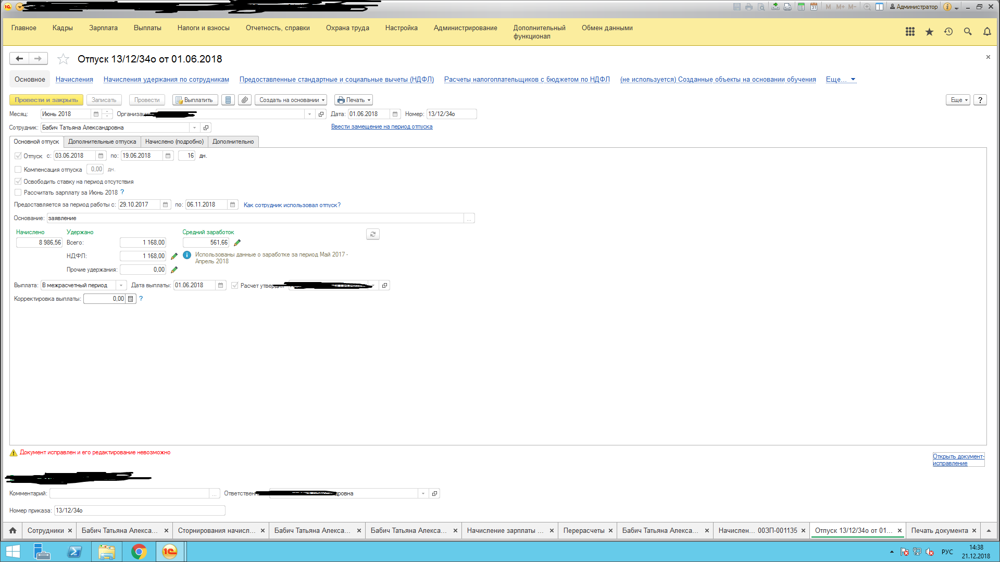 Администратор
M M+ M-
Главное Кадры Зарплата Выплаты Налоги и взносы Отчетность, справки Охрана труда Настройка Администрирование Дополнительный функционал Обмен данными
Отпуск 13/12/34о от 01.06.2018
Основное Начисления Начисления удержания по сотрудникам Предоставленные стандартные и социальные вычеты (НДФЛ) Расчеты налогоплательщиков с бюджетом по НДФЛ (не используется) Созданные объекты на основании обучения Еще...
Провести и закрыть Записать Провести Выплатить Создать на основании Печать Еще ?
Месяц: Июнь 2018 Дата: 01.06.2018 Номер: 13/12/34о
Сотрудник: Бабич Татьяна Александровна Ввести замещение на период отпуска
Основной отпуск Дополнительные отпуска Начислено (подробно) Дополнительно
Отпуск с: 03.06.2018 по: 19.06.2018 16 дн.
Компенсация отпуска 0,00 дн.
Освободить ставку на период отсутствия
Рассчитать зарплату за Июнь 2018 ?
Предоставляется за период работы с: 29.10.2017 по: 06.11.2018 Как сотрудник использовал отпуск?
Основание: заявление ...
Начислено Удержано Средний заработок
8 986,56 Всего: 1 168,00 561,66
НДФЛ: 1 168,00 Использованы данные о заработке за период Май 2017 -
Апрель 2018
Прочие удержания: 0,00
Выплата: В межрасчетный период Дата выплаты: 01.06.2018 Расчет утвердил
Корректировка выплаты: 0,00 ?
Документ исправлен и его редактирование невозможно
Открыть документ-
исправление
Комментарий: ...
Номер приказа: 13/12/34о
Сотрудники Бабич Татьяна Алекса... Сторнирования начисл... Бабич Татьяна Алекса... Бабич Татьяна Алекса... Начисление зарплаты ... Перерасчеты Бабич Татьяна Алекса... Начислен... 00ЗП-001135 Отпуск 13/12/34о от 01... Печать документа
РУС 14:38
21.12.2018